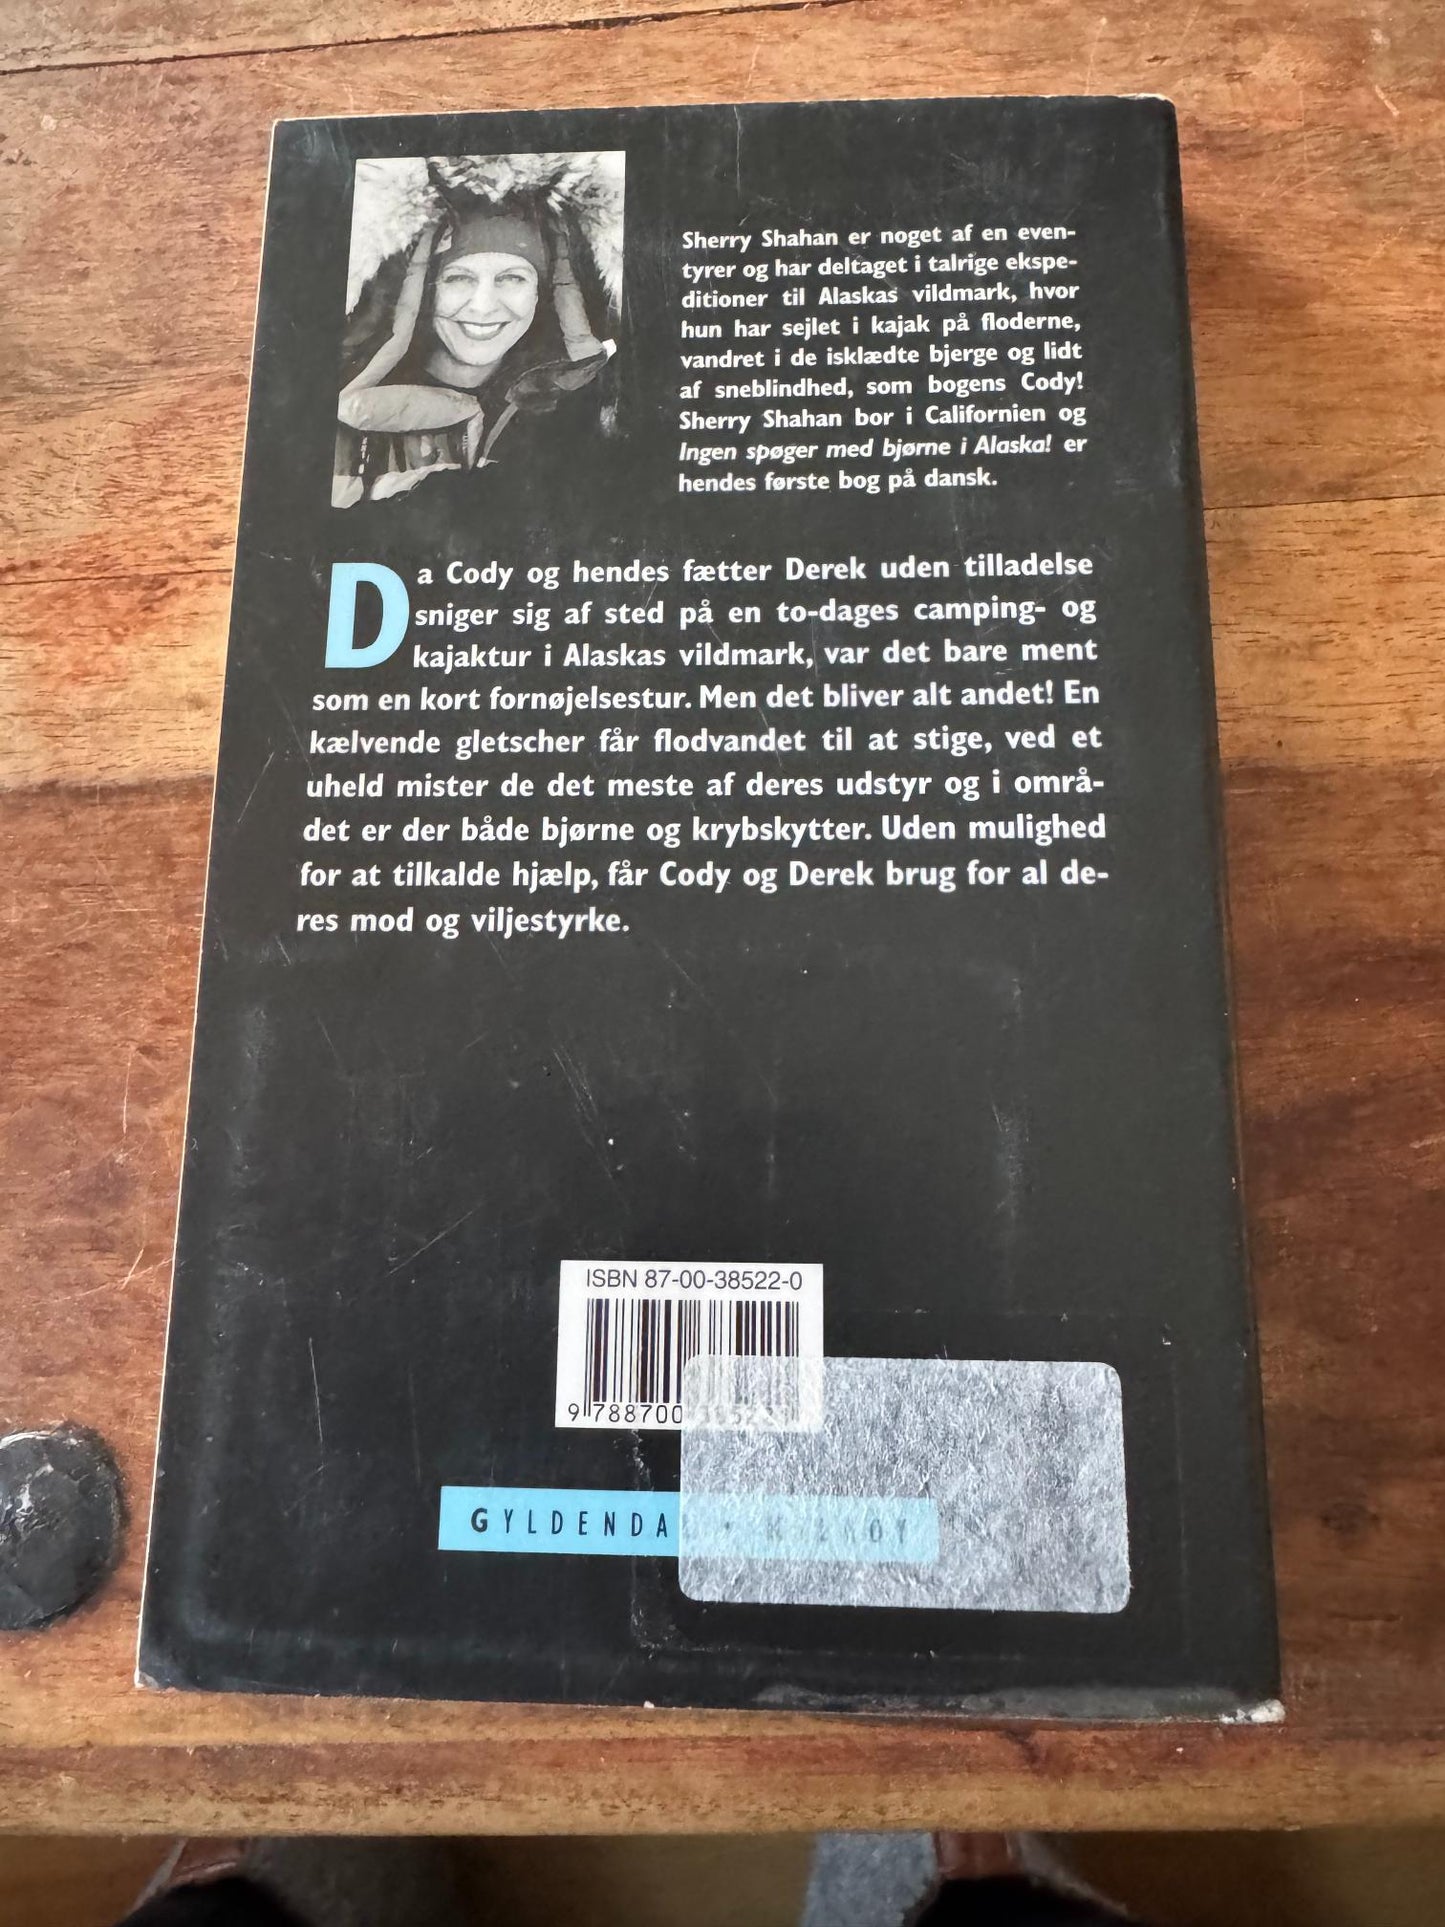 Sherry Shahan er noget af en even-
tyrer og har deltaget i talrige ekspe-
ditioner til Alaskas vildmark, hvor
hun har sejlet i kajak på floderne,
vandret i de isklædte bjerge og lidt
af sneblindhed, som bogens Cody!
Sherry Shahan bor i Californien og
Ingen spøger med bjørne i Alaska! er
hendes første bog på dansk.
Da Cody og hendes fætter Derek uden tilladelse
sniger sig af sted på en to-dages camping- og
kajaktur i Alaskas vildmark, var det bare ment
som en kort fornøjelsestur. Men det bliver alt andet! En
kælvende gletscher får flodvandet til at stige, ved et
uheld mister de det meste af deres udstyr og i områ-
det er der både bjørne og krybskytter. Uden mulighed
for at tilkalde hjælp, får Cody og Derek brug for al de-
res mod og viljestyrke.
ISBN 87-00-38522-0
9 788700 385221
GYLDENDAL • KILROY